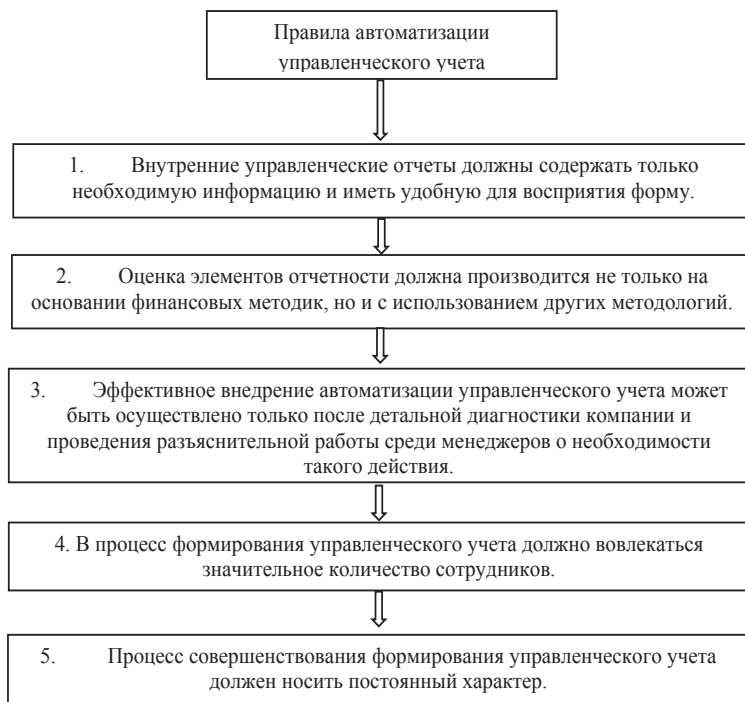 Правила автоматизации
управленческого учета
1. Внутренние управленческие отчеты должны содержать только
необходимую информацию и иметь удобную для восприятия форму.
2. Оценка элементов отчетности должна производится не только на
основании финансовых методик, но и с использованием других методологий.
3. Эффективное внедрение автоматизации управленческого учета может
быть осуществлено только после детальной диагностики компании и
проведения разъяснительной работы среди менеджеров о необходимости
такого действия.
4. В процесс формирования управленческого учета должно вовлекаться
значительное количество сотрудников.
5. Процесс совершенствования формирования управленческого учета
должен носить постоянный характер.